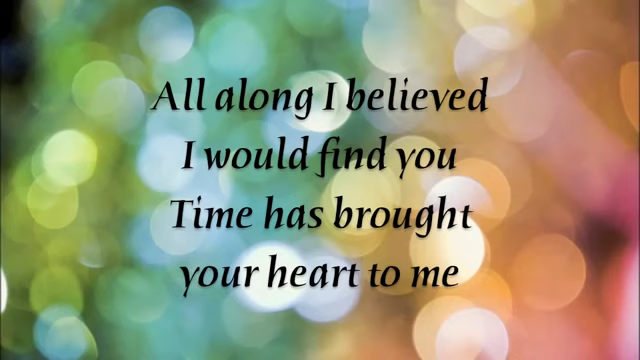 All along I believed
I would find you
Time has brought
your heart to me